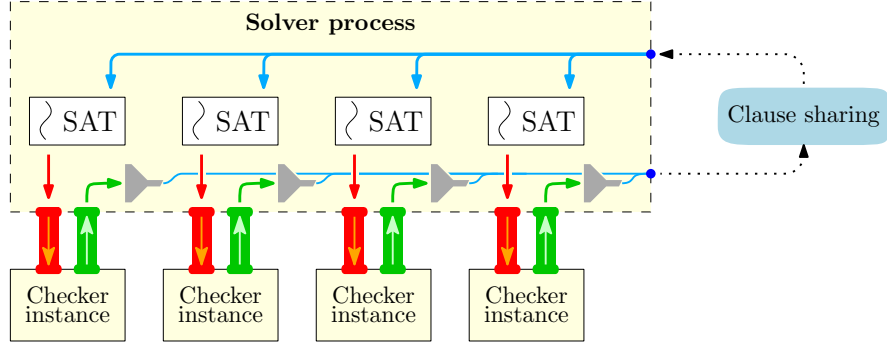 Solver process
SAT
SAT
SAT
SAT
Clause sharing
Checker
instance
Checker
instance
Checker
instance
Checker
instance